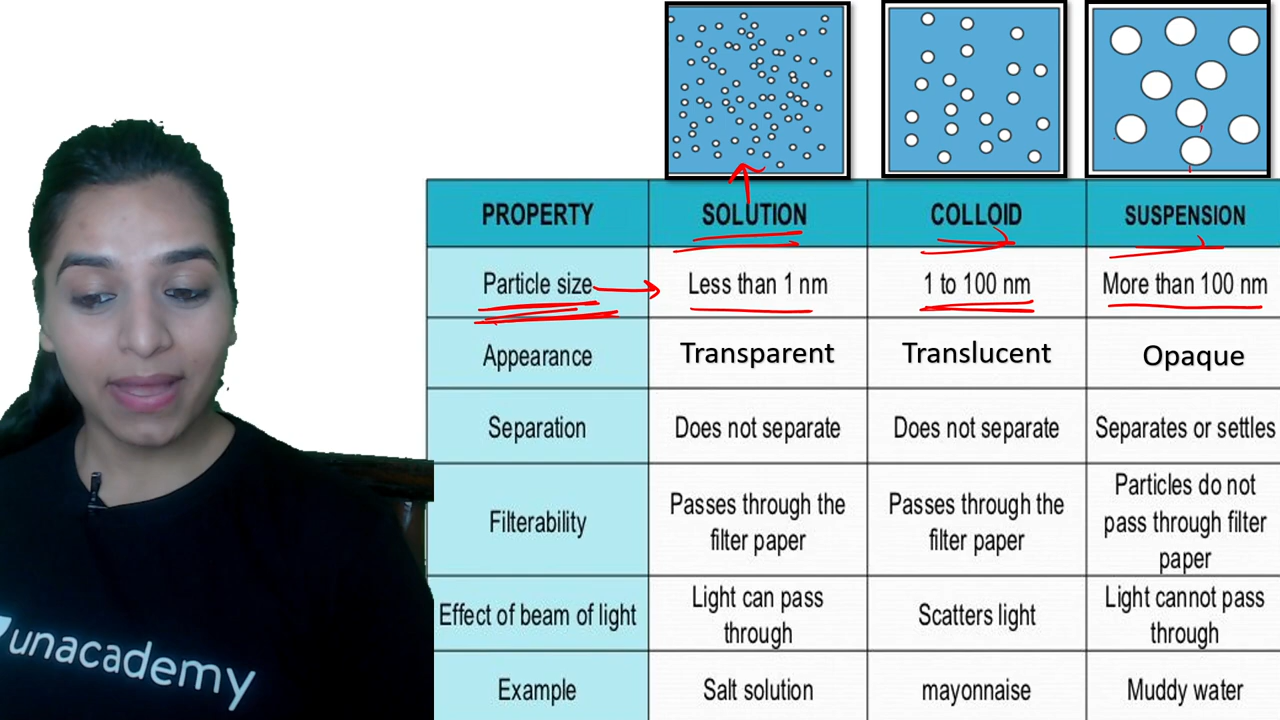 PROPERTY SOLUTION COLLOID SUSPENSION
Particle size Less than 1 nm 1 to 100 nm More than 100 nm
Appearance Transparent Translucent Opaque
Separation Does not separate Does not separate Separates or settles
Filterability Passes through the filter paper Passes through the filter paper Particles do not pass through filter paper
Effect of beam of light Light can pass through Scatters light Light cannot pass through
Example Salt solution mayonnaise Muddy water
unacademy